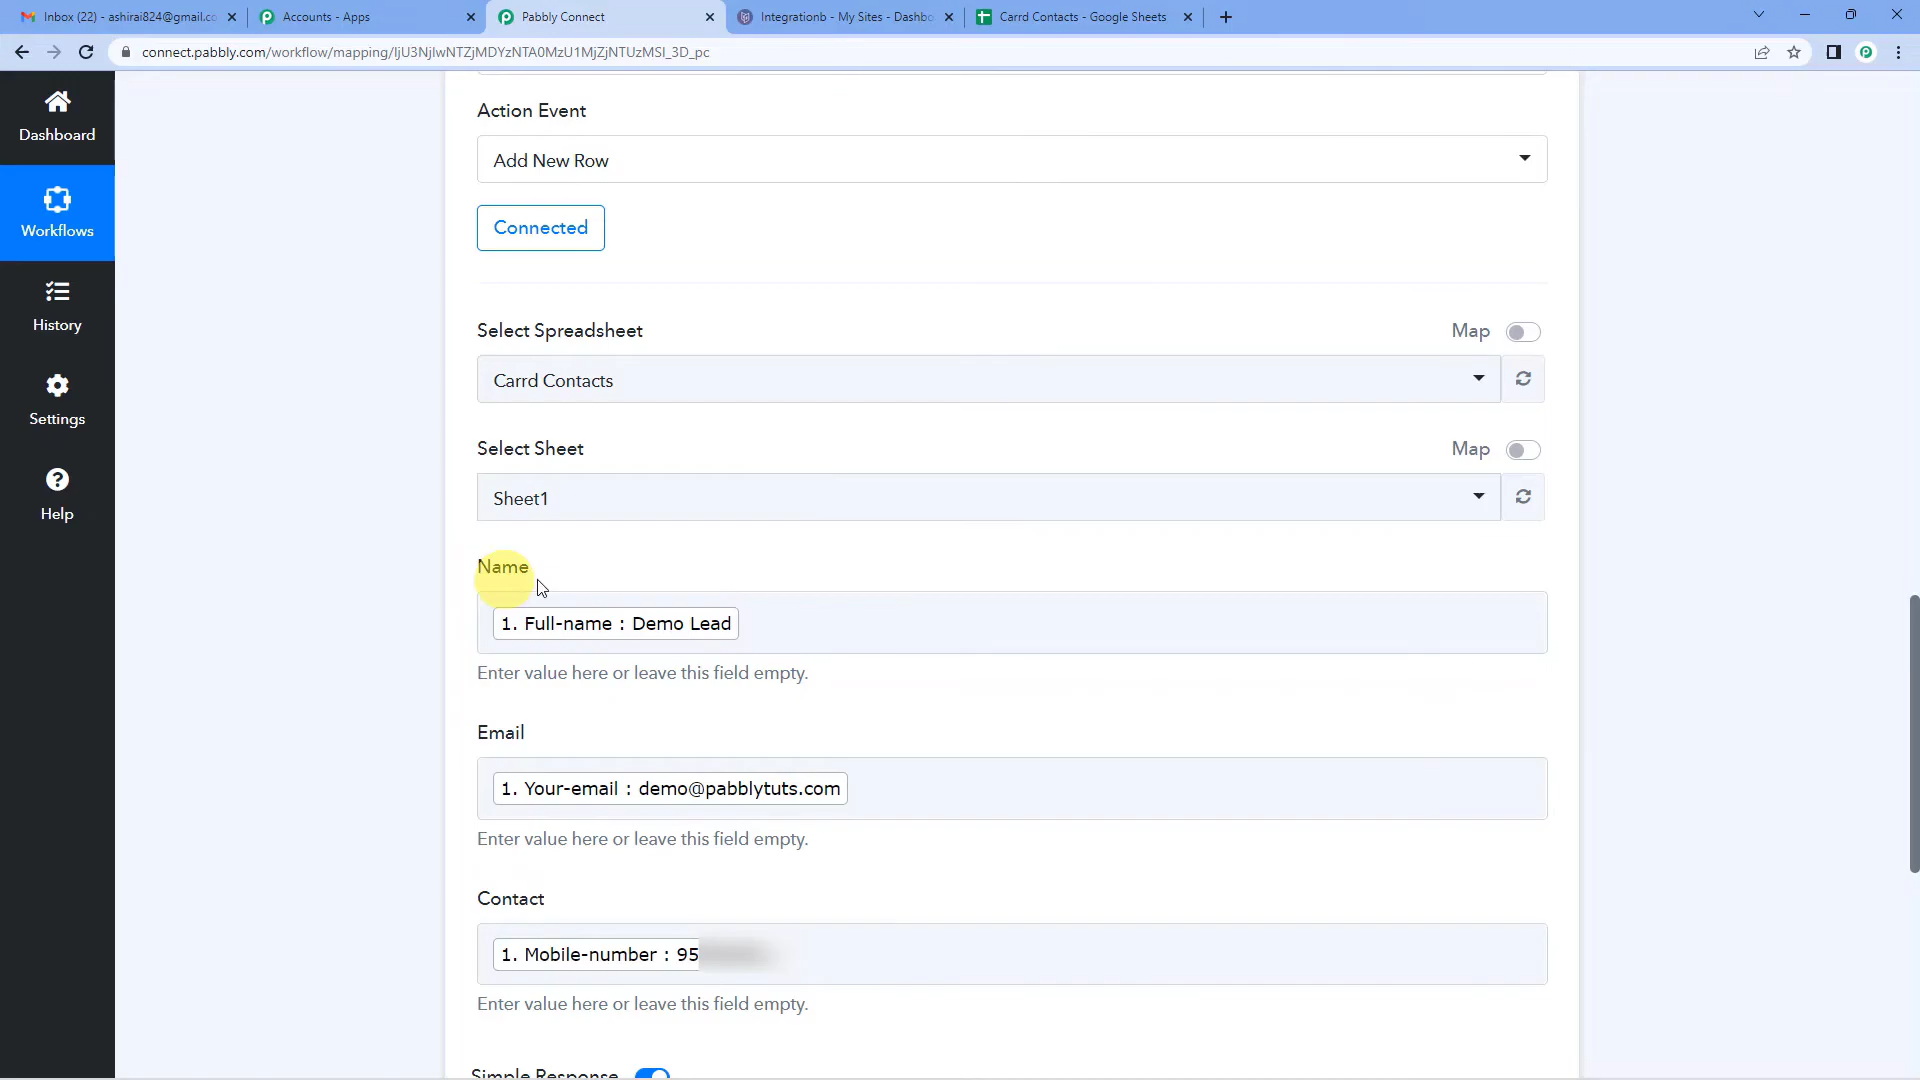 Inbox (22) - ashirai824@gmail.co
Accounts - Apps
Pabbly Connect
Integrationb - My Sites - Dashbo
Carrd Contacts - Google Sheets
connect.pabbly.com/workflow/mapping/IjU3NjIwNTZjMDYzNTA0MzU1MjZjNTUzMSI_3D_pc
Dashboard
Workflows
History
Settings
Help
Action Event
Add New Row
Connected
Select Spreadsheet
Map
Carrd Contacts
Select Sheet
Map
Sheet1
Name
1. Full-name : Demo Lead
Enter value here or leave this field empty.
Email
1. Your-email : demo@pabblytuts.com
Enter value here or leave this field empty.
Contact
1. Mobile-number : 95
Enter value here or leave this field empty.
Simple Response